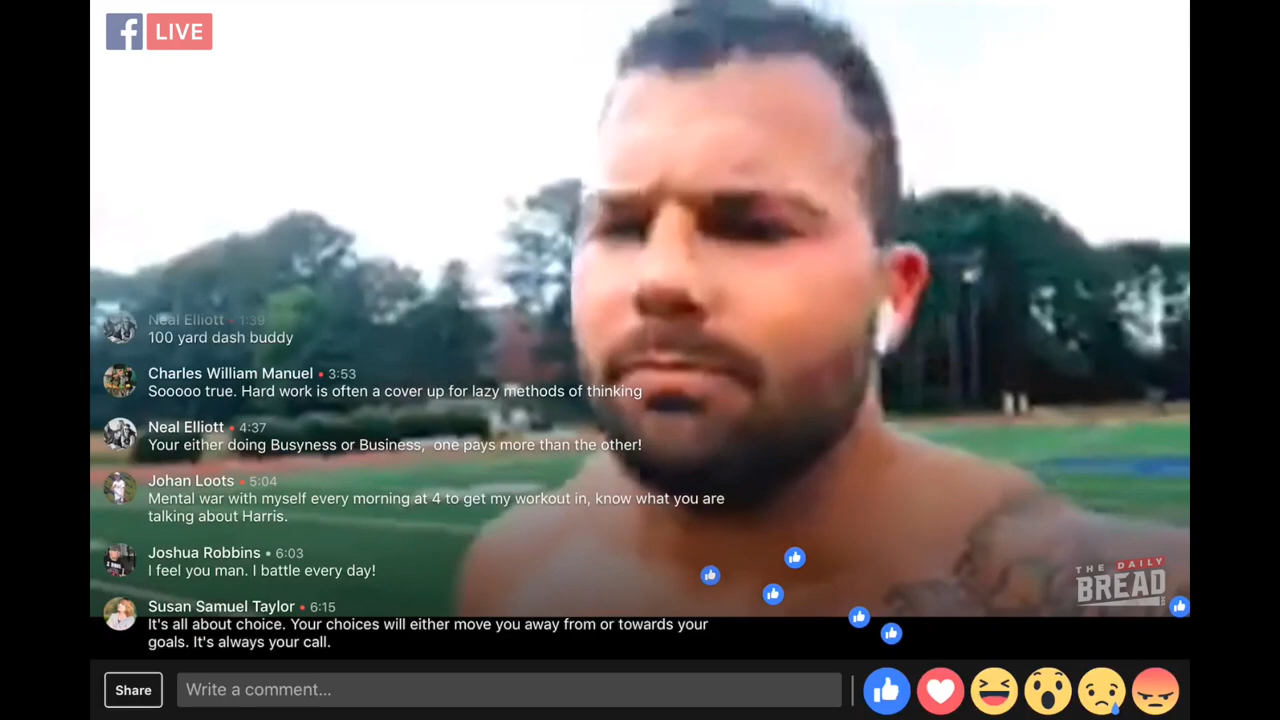 f LIVE
Neal Elliott • 1:39
100 yard dash buddy
Charles William Manuel • 3:53
Sooooo true. Hard work is often a cover up for lazy methods of thinking
Neal Elliott • 4:37
Your either doing Busyness or Business, one pays more than the other!
Johan Loots • 5:04
Mental war with myself every morning at 4 to get my workout in, know what you are
talking about Harris.
Joshua Robbins • 6:03
I feel you man. I battle every day!
Susan Samuel Taylor • 6:15
It's all about choice. Your choices will either move you away from or towards your
goals. It's always your call.
THE DAILY
BREAD
Share
Write a comment...